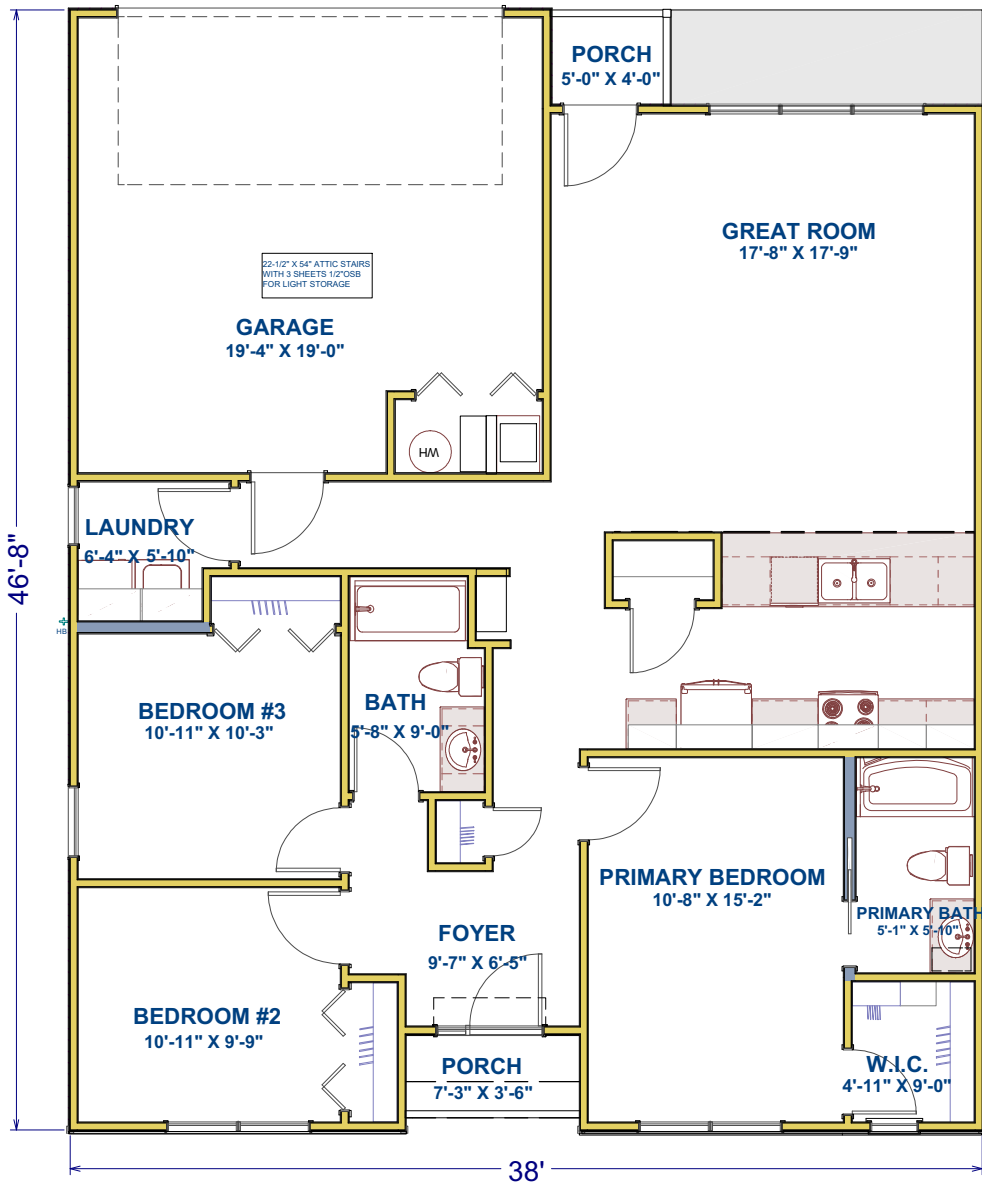 PORCH
5'-0" X 4'-0"
GREAT ROOM
17'-8" X 17'-9"
22-1/2" X 54" ATTIC STAIRS
WITH 3 SHEETS 1/2"OSB
FOR LIGHT STORAGE
GARAGE
19'-4" X 19'-0"
WH
LAUNDRY
6'-4" X 5'-10"
46'-8"
HB
BEDROOM #3
10'-11" X 10'-3"
BATH
5'-8" X 9'-0"
PRIMARY BEDROOM
10'-8" X 15'-2"
PRIMARY BATH
5'-1" X 5'-10"
FOYER
9'-7" X 6'-5"
BEDROOM #2
10'-11" X 9'-9"
PORCH
7'-3" X 3'-6"
W.I.C.
4'-11" X 9'-0"
38'